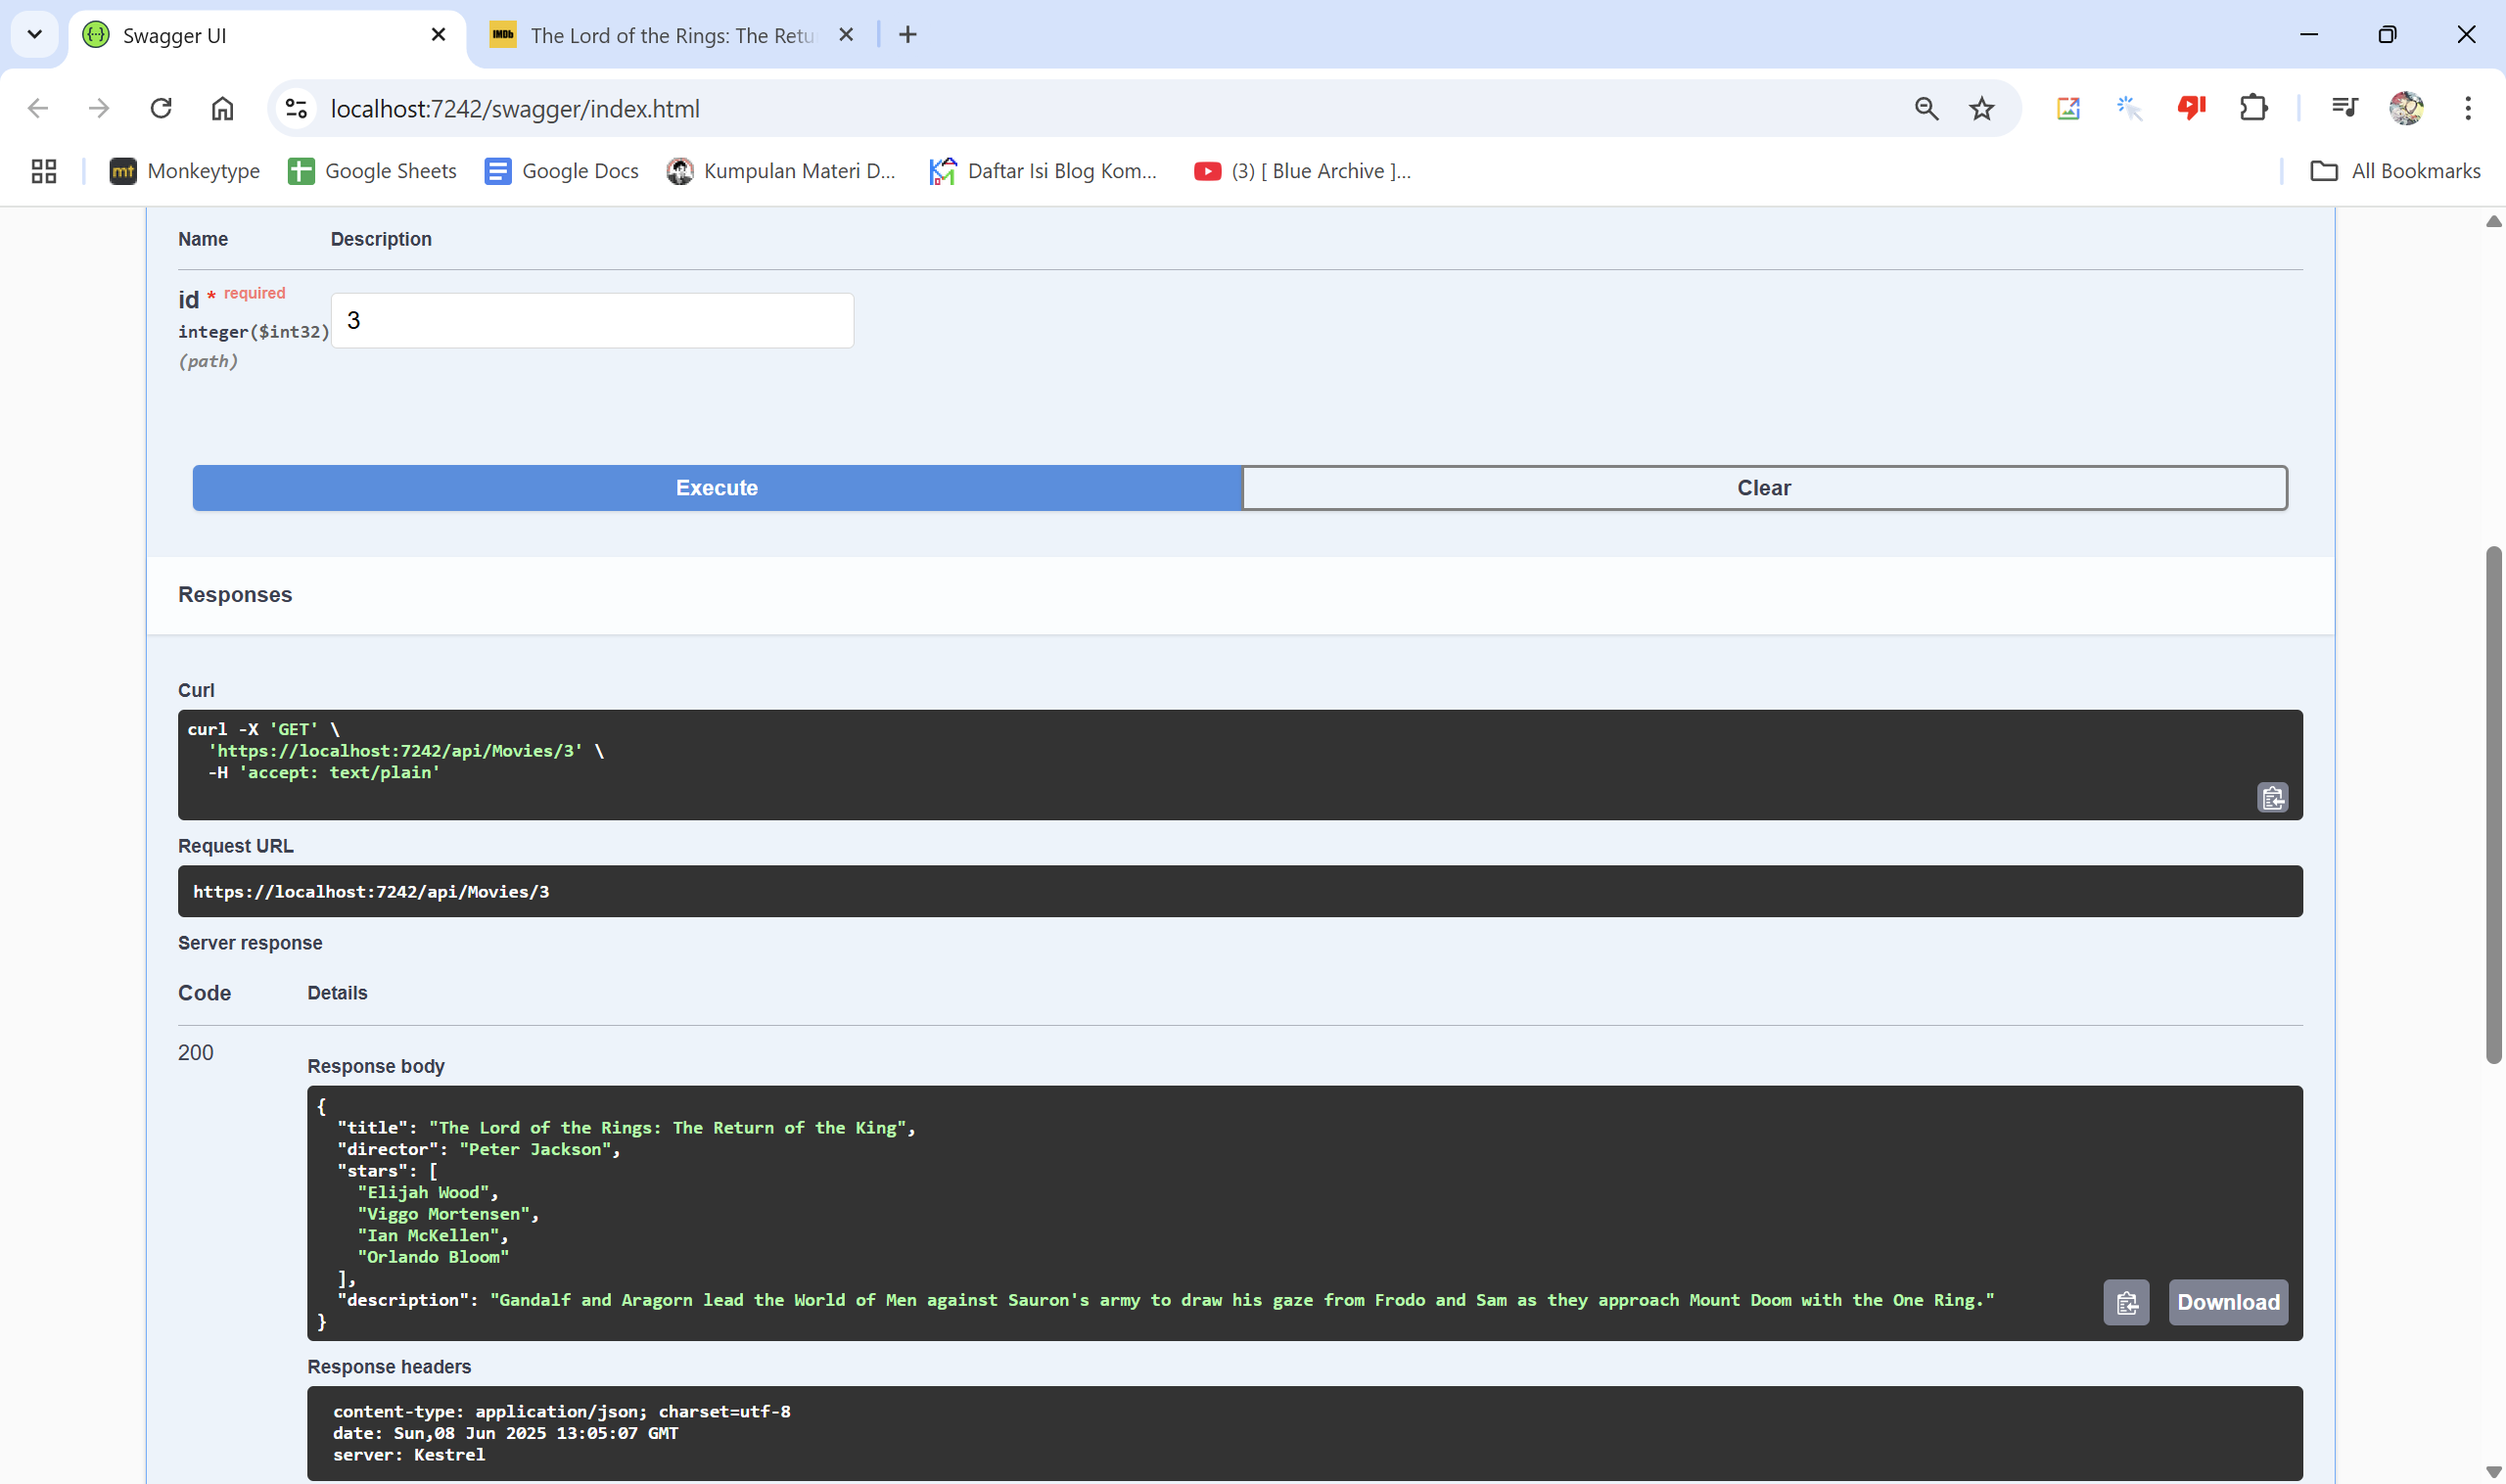 Swagger UI
IMDb The Lord of the Rings: The Retu
localhost:7242/swagger/index.html
mt Monkeytype Google Sheets Google Docs Kumpulan Materi D... Daftar Isi Blog Kom... (3) [ Blue Archive ]... All Bookmarks
Name Description
id * required
integer($int32)
(path)
3
Execute Clear
Responses
Curl
curl -X 'GET' \
'https://localhost:7242/api/Movies/3' \
-H 'accept: text/plain'
Request URL
https://localhost:7242/api/Movies/3
Server response
Code Details
200
Response body
{
"title": "The Lord of the Rings: The Return of the King",
"director": "Peter Jackson",
"stars": [
"Elijah Wood",
"Viggo Mortensen",
"Ian McKellen",
"Orlando Bloom"
],
"description": "Gandalf and Aragorn lead the World of Men against Sauron's army to draw his gaze from Frodo and Sam as they approach Mount Doom with the One Ring."
}
Download
Response headers
content-type: application/json; charset=utf-8
date: Sun,08 Jun 2025 13:05:07 GMT
server: Kestrel